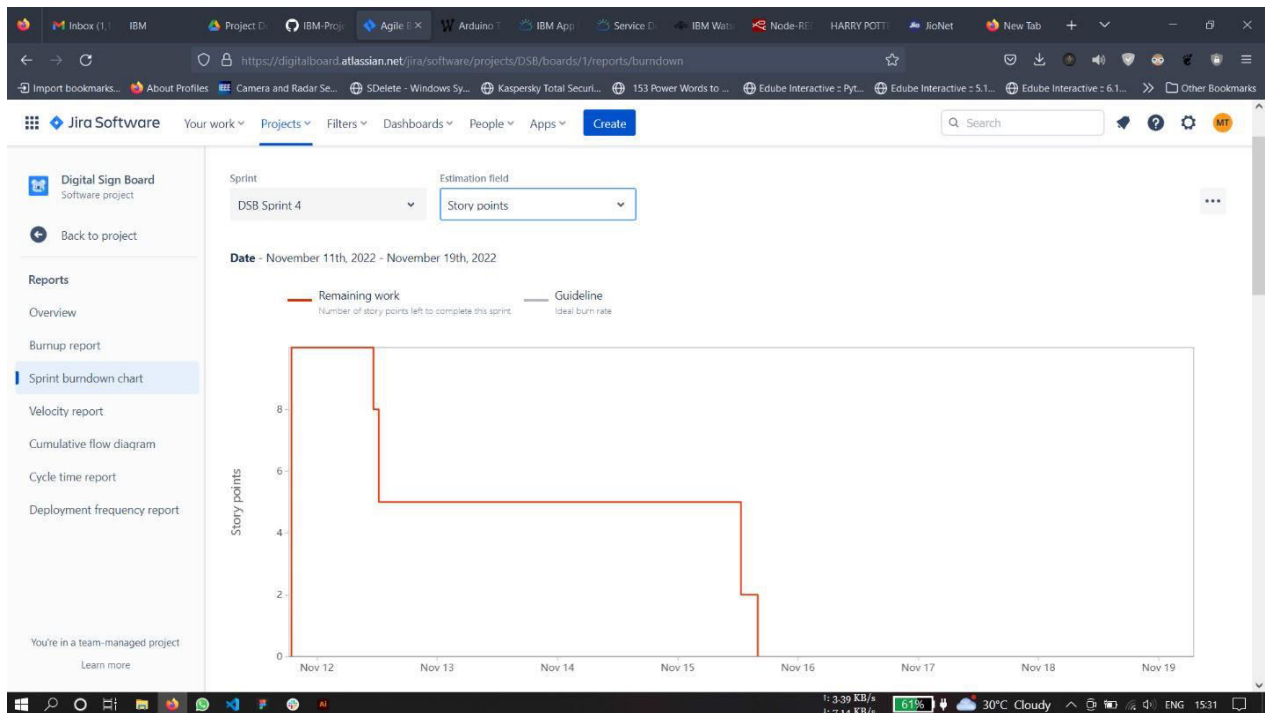 Inbox (1,1 IBM Project D IBM-Proje Agile B Arduino T IBM App Service D IBM Wats Node-RE HARRY POTT JioNet New Tab
https://digitalboard.atlassian.net/jira/software/projects/DSB/boards/1/reports/burndown
Import bookmarks... About Profiles Camera and Radar Se... SDelete - Windows Sy... Kaspersky Total Securi... 153 Power Words to ... Edube Interactive :: Pyt... Edube Interactive :: 5.1... Edube Interactive :: 6.1... Other Bookmarks
Jira Software Your work Projects Filters Dashboards People Apps Create Search MT
Digital Sign Board
Software project
Back to project
Reports
Overview
Burnup report
Sprint burndown chart
Velocity report
Cumulative flow diagram
Cycle time report
Deployment frequency report
You're in a team-managed project
Learn more
Sprint Estimation field
DSB Sprint 4 Story points
Date - November 11th, 2022 - November 19th, 2022
Remaining work Guideline
Number of story points left to complete this sprint Ideal burn rate
Story points
8
6
4
2
0
Nov 12 Nov 13 Nov 14 Nov 15 Nov 16 Nov 17 Nov 18 Nov 19
3.39 KB/s
7.14 KB/s
61% 30°C Cloudy ENG 15:31